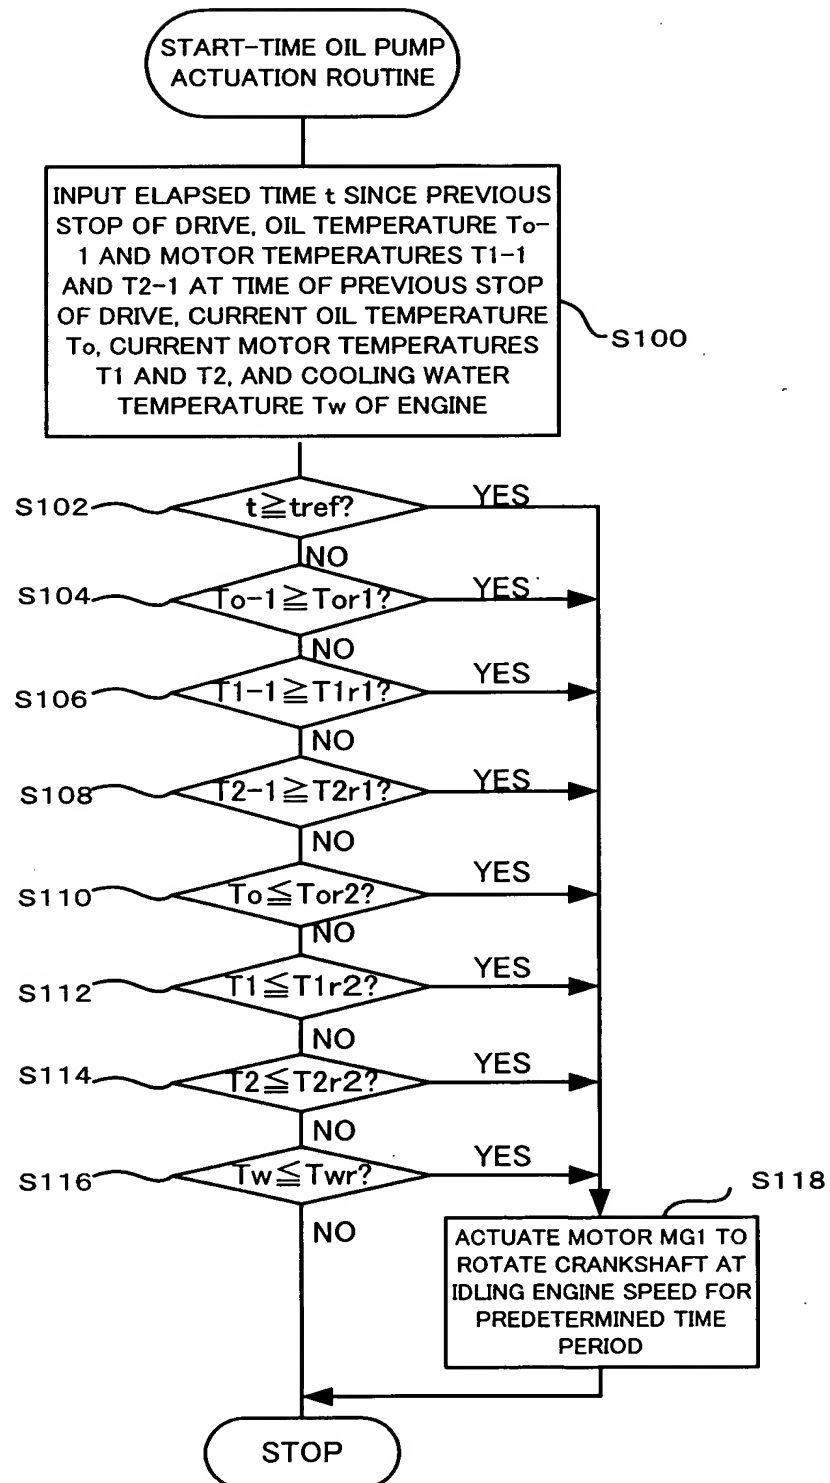 START-TIME OIL PUMP
ACTUATION ROUTINE
INPUT ELAPSED TIME t SINCE PREVIOUS
STOP OF DRIVE, OIL TEMPERATURE To-
1 AND MOTOR TEMPERATURES T1-1
AND T2-1 AT TIME OF PREVIOUS STOP
OF DRIVE, CURRENT OIL TEMPERATURE
To, CURRENT MOTOR TEMPERATURES
T1 AND T2, AND COOLING WATER
TEMPERATURE Tw OF ENGINE
S100
S102
t≧tref?
YES
NO
S104
To-1≧Tor1?
YES
NO
S106
T1-1≧T1r1?
YES
NO
S108
T2-1≧T2r1?
YES
NO
S110
To≦Tor2?
YES
NO
S112
T1≦T1r2?
YES
NO
S114
T2≦T2r2?
YES
NO
S116
Tw≦Twr?
YES
NO
S118
ACTUATE MOTOR MG1 TO
ROTATE CRANKSHAFT AT
IDLING ENGINE SPEED FOR
PREDETERMINED TIME
PERIOD
STOP